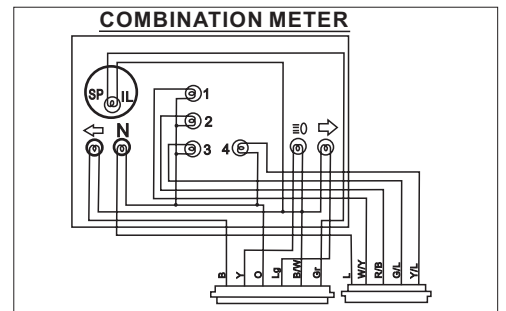 COMBINATION METER
SP IL
1
2
N
3 4
B Y O Lg B/W Gr L W/Y R/B G/L Y/L